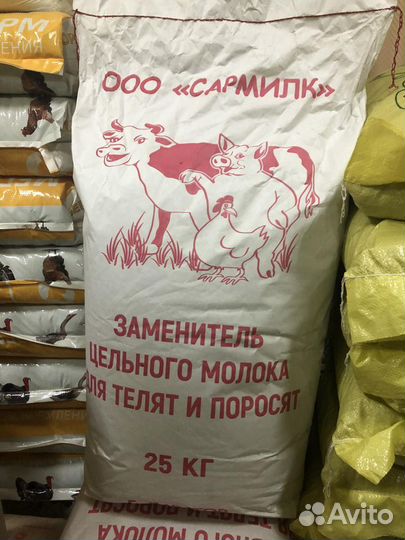 ООО «САРМИЛК»
ЗАМЕНИТЕЛЬ
ЦЕЛЬНОГО МОЛОКА
ДЛЯ ТЕЛЯТ И ПОРОСЯТ
25 КГ
Avito